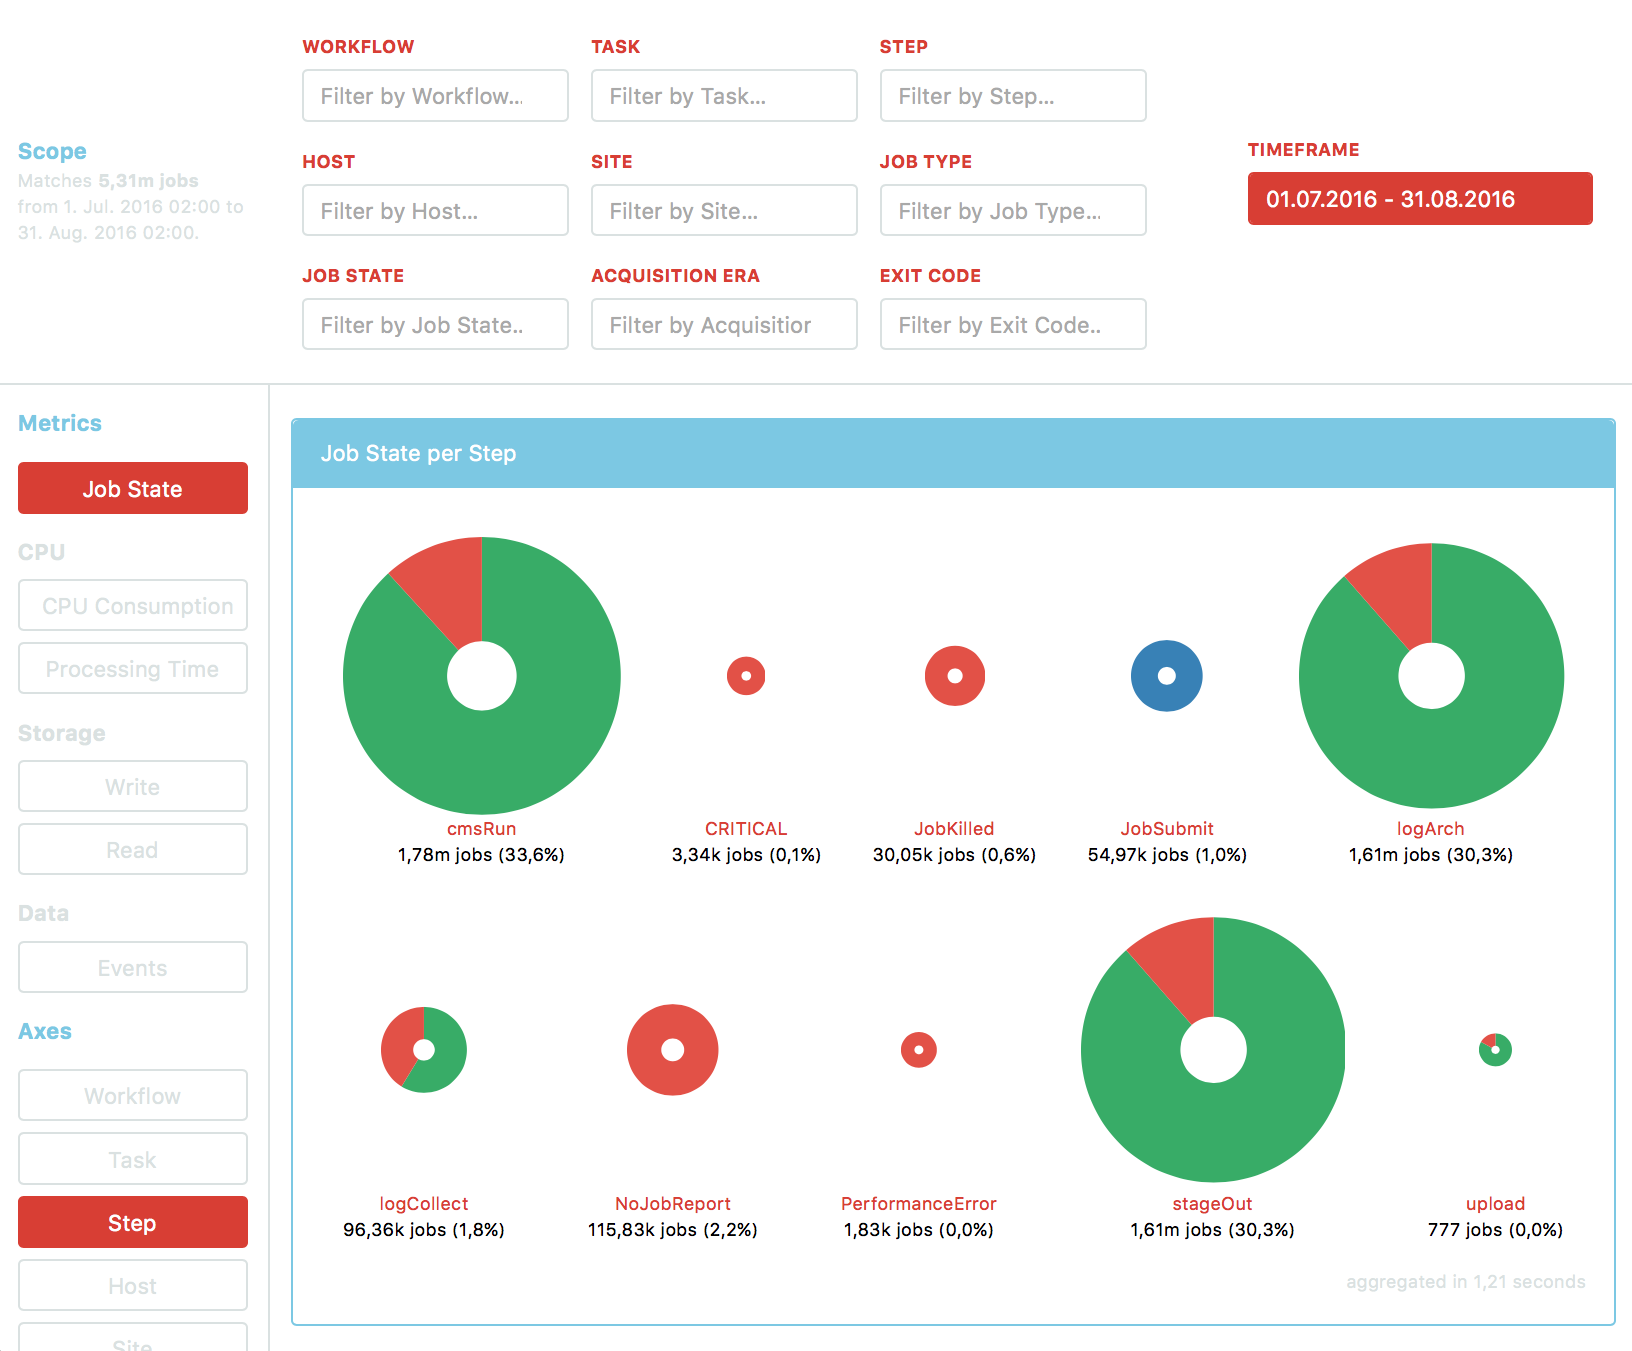 WORKFLOW
TASK
STEP
Filter by Workflow...
Filter by Task...
Filter by Step...
Scope
Matches 5,31m jobs
from 1. Jul. 2016 02:00 to
31. Aug. 2016 02:00.
HOST
SITE
JOB TYPE
Filter by Host...
Filter by Site...
Filter by Job Type...
TIMEFRAME
01.07.2016 - 31.08.2016
JOB STATE
ACQUISITION ERA
EXIT CODE
Filter by Job State..
Filter by Acquisitior
Filter by Exit Code..
Metrics
Job State
CPU
CPU Consumption
Processing Time
Storage
Write
Read
Data
Events
Axes
Workflow
Task
Step
Host
Site
Job State per Step
cmsRun
1,78m jobs (33,6%)
CRITICAL
3,34k jobs (0,1%)
JobKilled
30,05k jobs (0,6%)
JobSubmit
54,97k jobs (1,0%)
logArch
1,61m jobs (30,3%)
logCollect
96,36k jobs (1,8%)
NoJobReport
115,83k jobs (2,2%)
PerformanceError
1,83k jobs (0,0%)
stageOut
1,61m jobs (30,3%)
upload
777 jobs (0,0%)
aggregated in 1,21 seconds